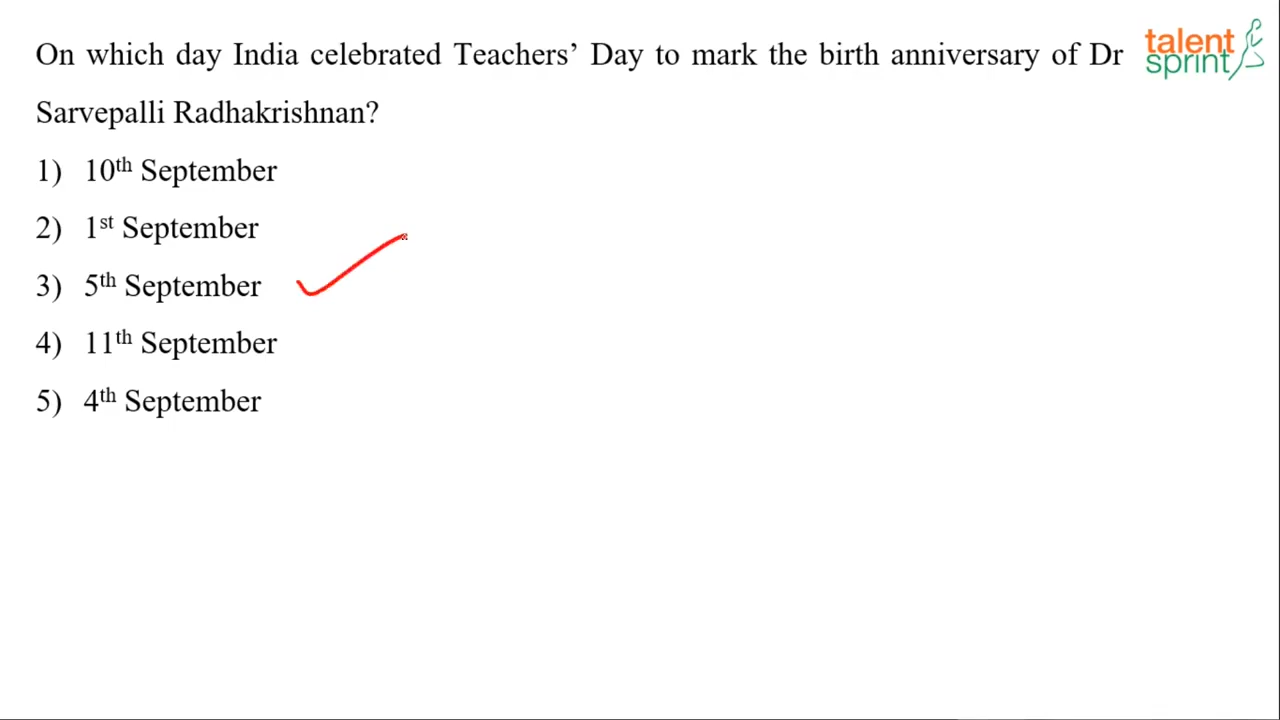 On which day India celebrated Teachers’ Day to mark the birth anniversary of Dr
Sarvepalli Radhakrishnan?
1) 10th September
2) 1st September
3) 5th September
4) 11th September
5) 4th September
talent
sprint